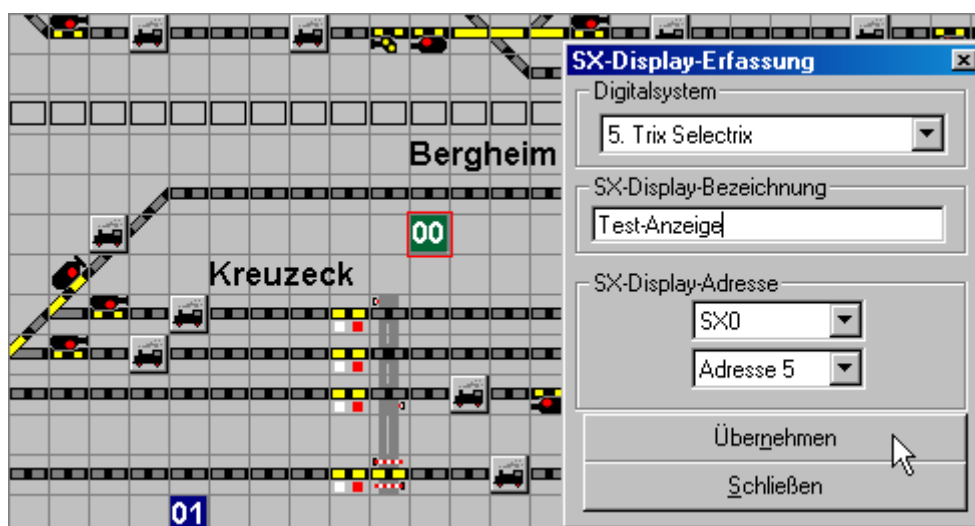 Bergheim
00
Kreuzeck
01
SX-Display-Erfassung
Digitalsystem
5. Trix Selectrix
SX-Display-Bezeichnung
Test-Anzeige
SX-Display-Adresse
SX0
Adresse 5
Übernehmen
Schließen